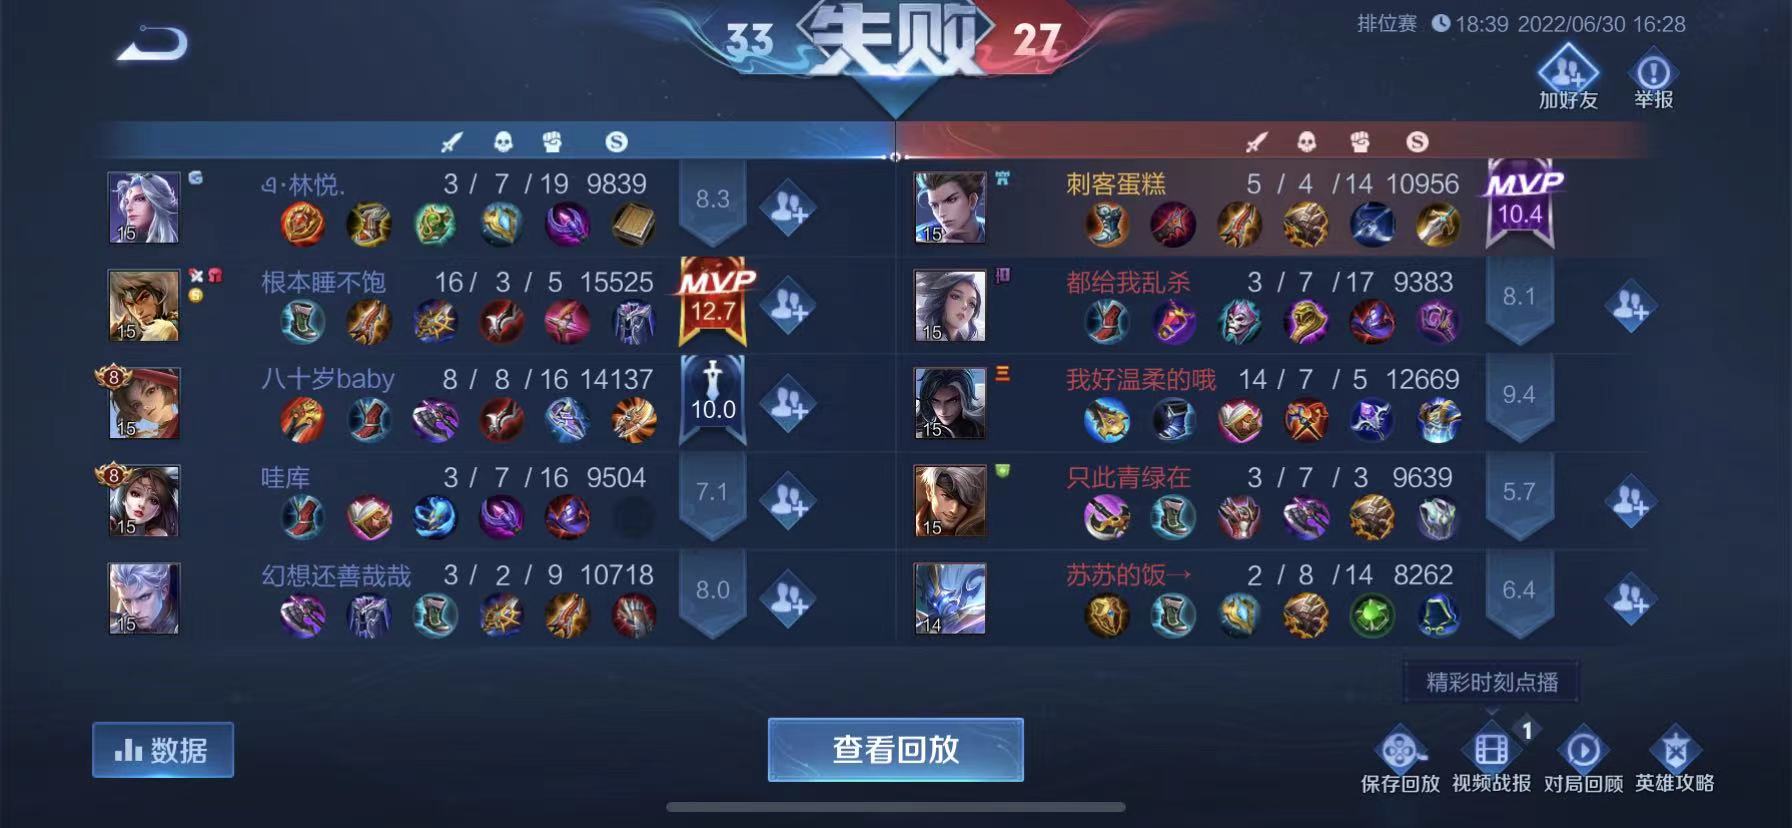 33 失败 27
排位赛 18:39 2022/06/30 16:28
加好友 举报
S S
林悦. 3 / 7 / 19 9839 8.3
15
刺客蛋糕 5 / 4 / 14 10956 MVP 10.4
15
根本睡不饱 16 / 3 / 5 15525 MVP 12.7
15
都给我乱杀 3 / 7 / 17 9383 8.1
15
8 八十岁baby 8 / 8 / 16 14137 10.0
15
我好温柔的哦 14 / 7 / 5 12669 9.4
15
8 哇库 3 / 7 / 16 9504 7.1
15
只此青绿在 3 / 7 / 3 9639 5.7
15
幻想还善哉哉 3 / 2 / 9 10718 8.0
15
苏苏的饭→ 2 / 8 / 14 8262 6.4
14
精彩时刻点播
数据
查看回放
1
保存回放 视频战报 对局回顾 英雄攻略